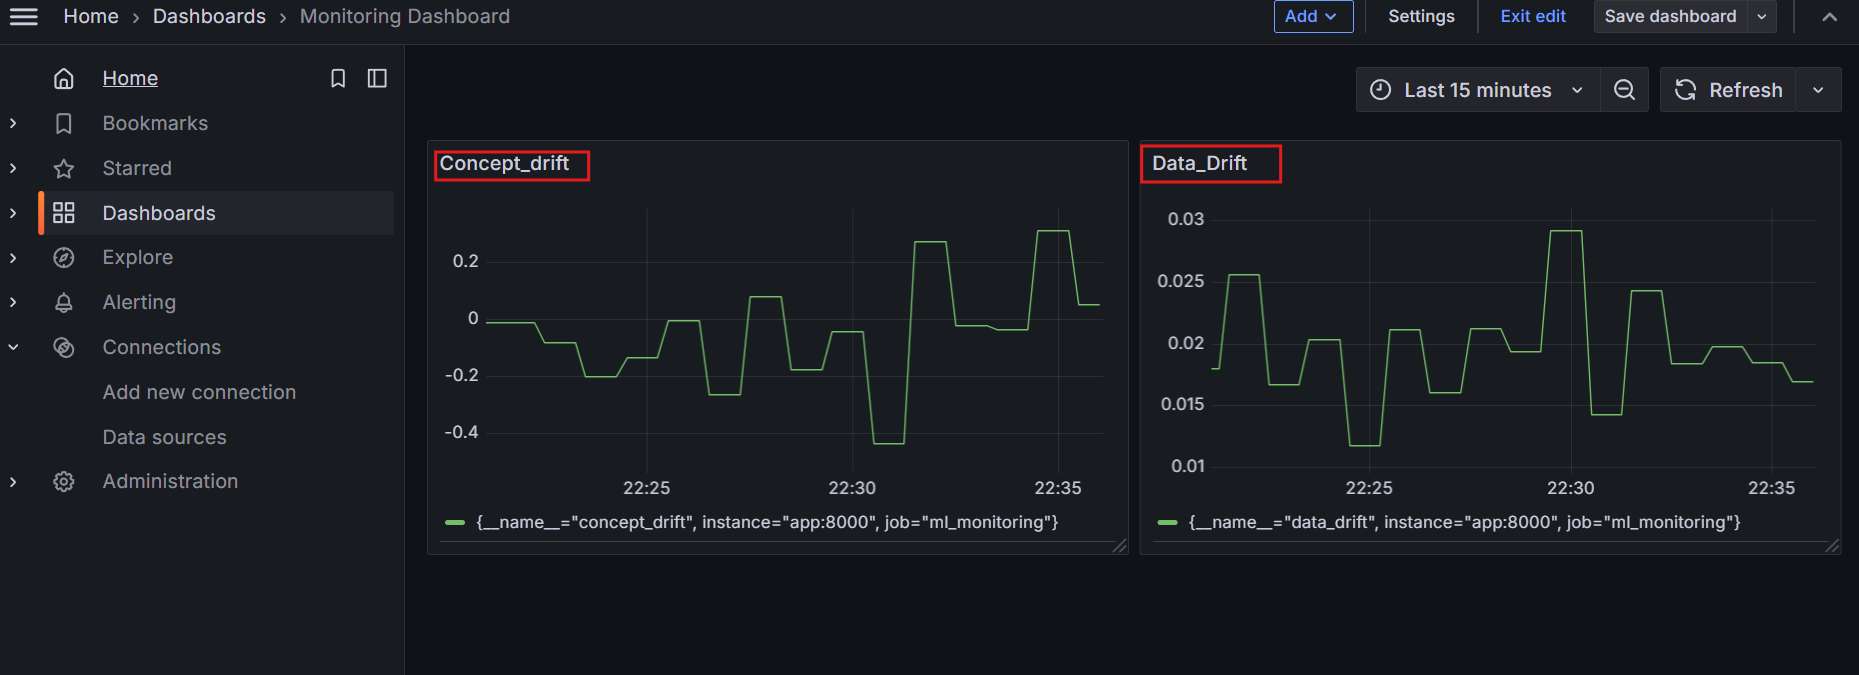 Home › Dashboards › Monitoring Dashboard
Add
Settings
Exit edit
Save dashboard
Home
Bookmarks
Starred
Dashboards
Explore
Alerting
Connections
Add new connection
Data sources
Administration
Last 15 minutes
Refresh
Concept_drift
0.2
0
-0.2
-0.4
22:25 22:30 22:35
{__name__="concept_drift", instance="app:8000", job="ml_monitoring"}
Data_Drift
0.03
0.025
0.02
0.015
0.01
22:25 22:30 22:35
{__name__="data_drift", instance="app:8000", job="ml_monitoring"}